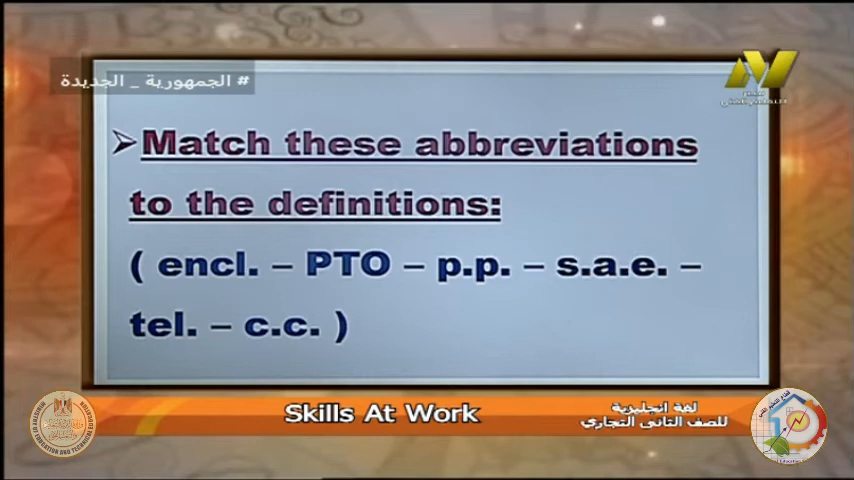 # الجمهورية _ الجديدة
➢Match these abbreviations
to the definitions:
( encl. – PTO – p.p. – s.a.e. –
tel. – c.c. )
Skills At Work
لغة انجليزية
للصف الثانى التجاري